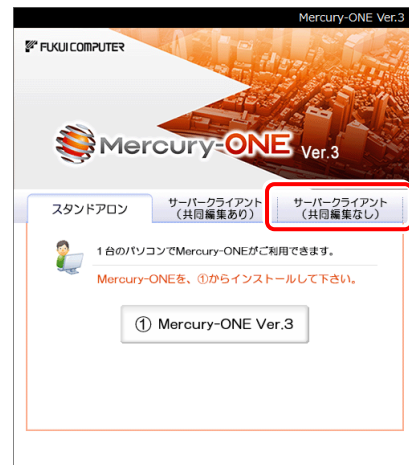 Mercury-ONE Ver.3
FUKUI COMPUTER
Mercury-ONE Ver.3
スタンドアロン
サーバークライアント
（共同編集あり）
サーバークライアント
（共同編集なし）
1台のパソコンでMercury-ONEがご利用できます。
Mercury-ONEを、①からインストールして下さい。
① Mercury-ONE Ver.3